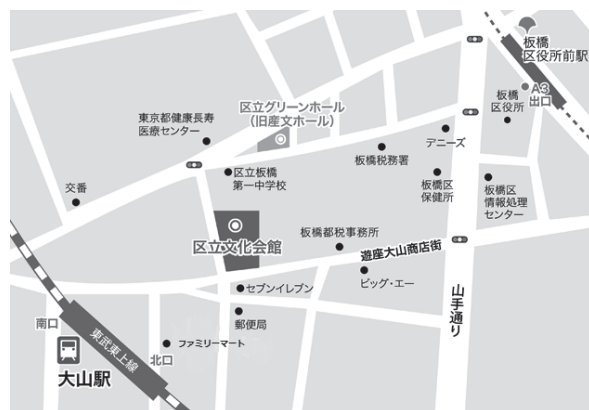 板橋
区役所前駅
A3
出口
板橋
区役所
区立グリーンホール
（旧産文ホール）
東京都健康長寿
医療センター
デニーズ
板橋税務署
区立板橋
第一中学校
板橋区
保健所
板橋区
情報処理
センター
交番
区立文化会館
板橋都税事務所
遊座大山商店街
ビッグ・エー
セブンイレブン
山手通り
郵便局
南口
東武東上線
北口
ファミリーマート
大山駅